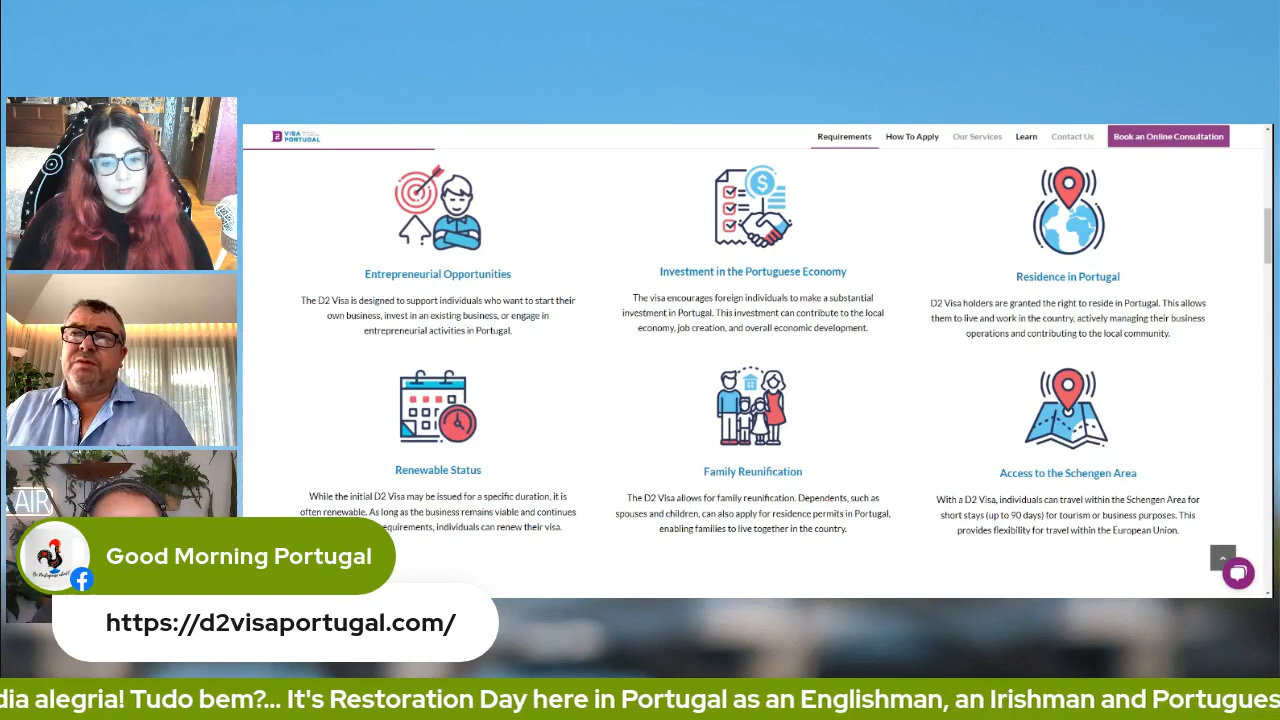 VISA
PORTUGAL
Requirements
How To Apply
Our Services
Learn
Contact Us
Book an Online Consultation
Entrepreneurial Opportunities
The D2 Visa is designed to support individuals who want to start their
own business, invest in an existing business, or engage in
entrepreneurial activities in Portugal.
Investment in the Portuguese Economy
The visa encourages foreign individuals to make a substantial
investment in Portugal. This investment can contribute to the local
economy, job creation, and overall economic development.
Residence in Portugal
D2 Visa holders are granted the right to reside in Portugal. This allows
them to live and work in the country, actively managing their business
operations and contributing to the local community.
Renewable Status
While the initial D2 Visa may be issued for a specific duration, it is
often renewable. As long as the business remains viable and continues
equirements, individuals can renew their visa.
Family Reunification
The D2 Visa allows for family reunification. Dependents, such as
spouses and children, can also apply for residence permits in Portugal,
enabling families to live together in the country.
Access to the Schengen Area
With a D2 Visa, individuals can travel within the Schengen Area for
short stays (up to 90 days) for tourism or business purposes. This
provides flexibility for travel within the European Union.
AIR
Good Morning Portugal
https://d2visaportugal.com/
dia alegria! Tudo bem?... It's Restoration Day here in Portugal as an Englishman, an Irishman and Portugues